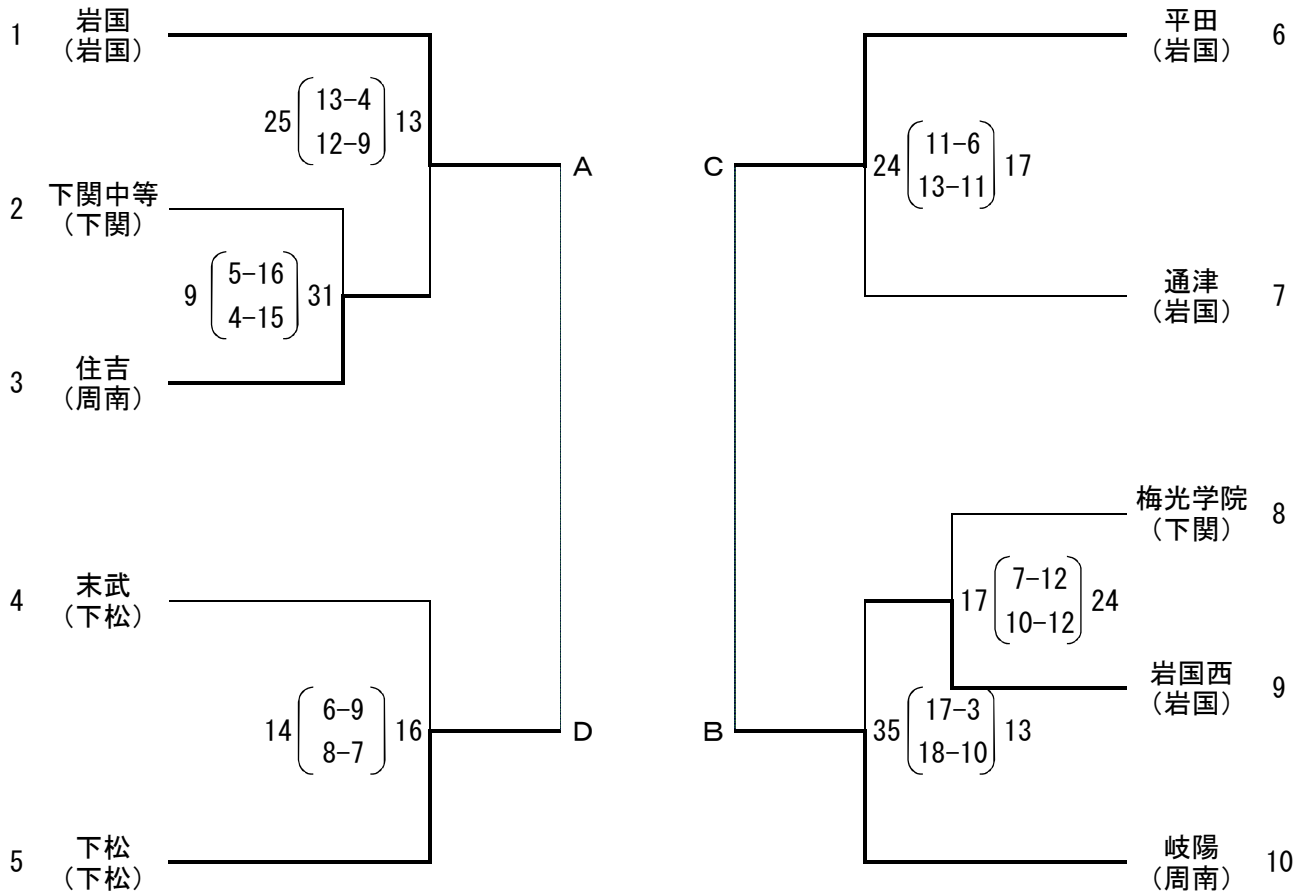 1 岩国
(岩国)
25 13-4 13
12-9
A
2 下関中等
(下関)
9 5-16 31
4-15
3 住吉
(周南)
4 末武
(下松)
14 6-9 16
8-7
D
5 下松
(下松)
平田 6
(岩国)
C
24 11-6 17
13-11
通津 7
(岩国)
梅光学院 8
(下関)
17 7-12 24
10-12
岩国西 9
(岩国)
B
35 17-3 13
18-10
岐陽 10
(周南)